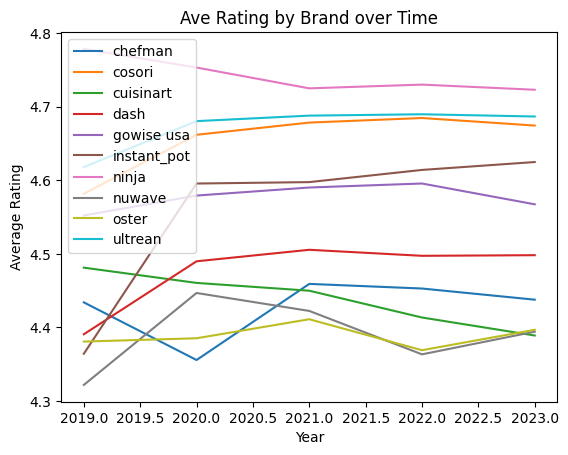 Ave Rating by Brand over Time
4.8
4.7
4.6
4.5
4.4
4.3
Average Rating
chefman
cosori
cuisinart
dash
gowise usa
instant_pot
ninja
nuwave
oster
ultrean
2019.0 2019.5 2020.0 2020.5 2021.0 2021.5 2022.0 2022.5 2023.0
Year